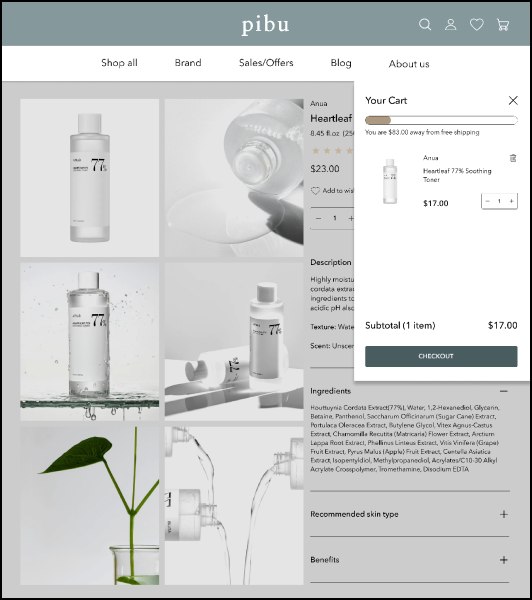 pibu
Shop all
Brand
Sales/Offers
Blog
About us
Your Cart
You are $83.00 away from free shipping
Anua
Heartleaf 77% Soothing
Toner
$17.00
− 1 +
Subtotal (1 item) $17.00
CHECKOUT
Anua
Heartleaf
8.45 fl.oz (250
$23.00
Add to wis
− 1 +
Description
Highly moistu
cordata extrac
ingredients to
acidic pH also
Texture: Wate
Scent: Unscen
Ingredients
Houttuynia Cordata Extract(77%), Water, 1,2-Hexanediol, Glycerin,
Betaine, Panthenol, Saccharum Officinarum (Sugar Cane) Extract,
Portulaca Oleracea Extract, Butylene Glycol, Vitex Agnus-Castus
Extract, Chamomilla Recutita (Matricaria) Flower Extract, Arctium
Lappa Root Extract, Phellinus Linteus Extract, Vitis Vinifera (Grape)
Fruit Extract, Pyrus Malus (Apple) Fruit Extract, Centella Asiatica
Extract, Isopentyldiol, Methylpropanediol, Acrylates/C10-30 Alkyl
Acrylate Crosspolymer, Tromethamine, Disodium EDTA
Recommended skin type
Benefits
ANUA
77%
77%
77%